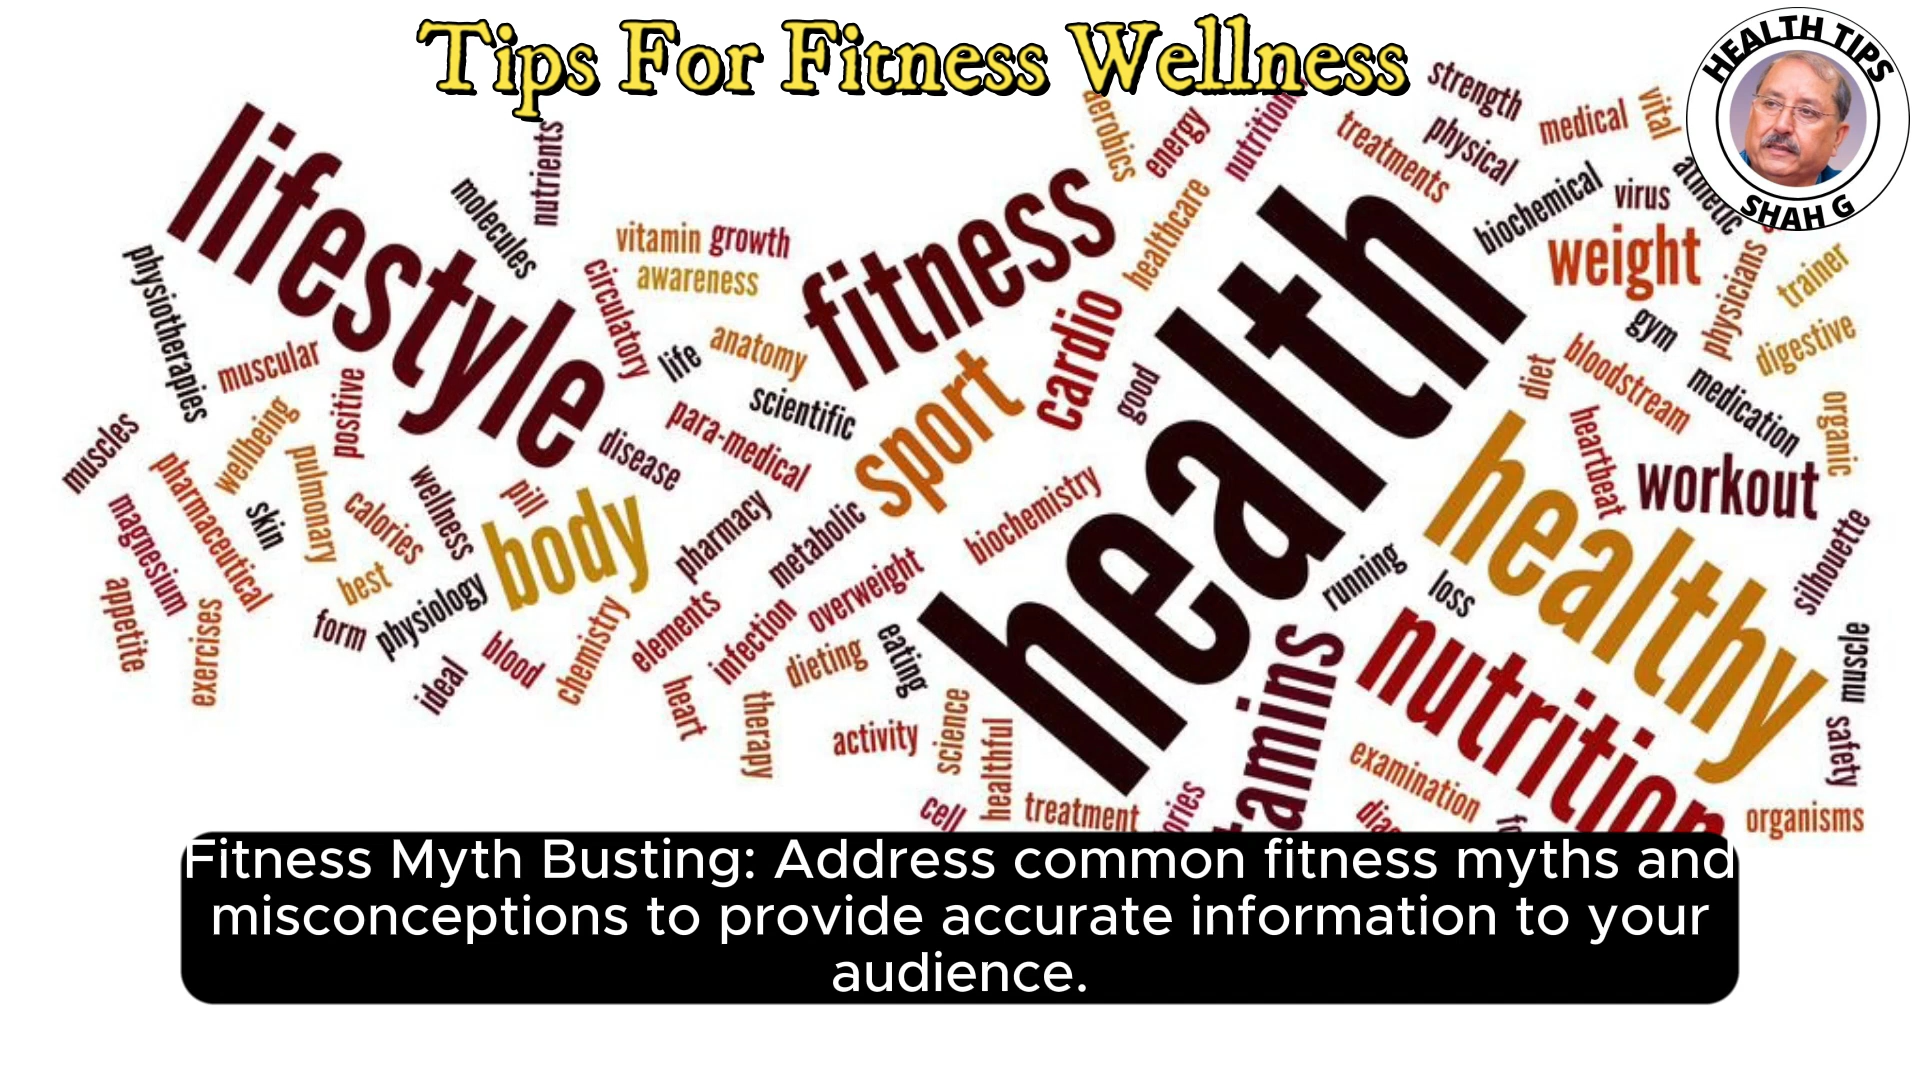 Tips For Fitness Wellness
HEALTH TIPS
SHAH G
lifestyle
nutrients
molecules
physiotherapies
muscular
positive
wellbeing
muscles
pharmaceutical
magnesium
appetite
exercises
skin
pulmonary
calories
best
wellness
pill
body
form
physiology
ideal
blood
chemistry
vitamin
growth
awareness
circulatory
life
anatomy
scientific
disease
para-medical
pharmacy
metabolic
elements
infection
overweight
heart
therapy
dieting
eating
activity
science
healthful
cell
treatment
fitness
sport
cardio
good
biochemistry
aerobics
energy
nutrition
healthcare
health
strength
physical
treatments
medical
vital
biochemical
virus
athletic
weight
physicians
trainer
gym
digestive
diet
bloodstream
medication
organic
heartbeat
workout
healthy
silhouette
running
loss
nutrition
muscle
safety
examination
organisms
amins
ories
Fitness Myth Busting: Address common fitness myths and
misconceptions to provide accurate information to your
audience.